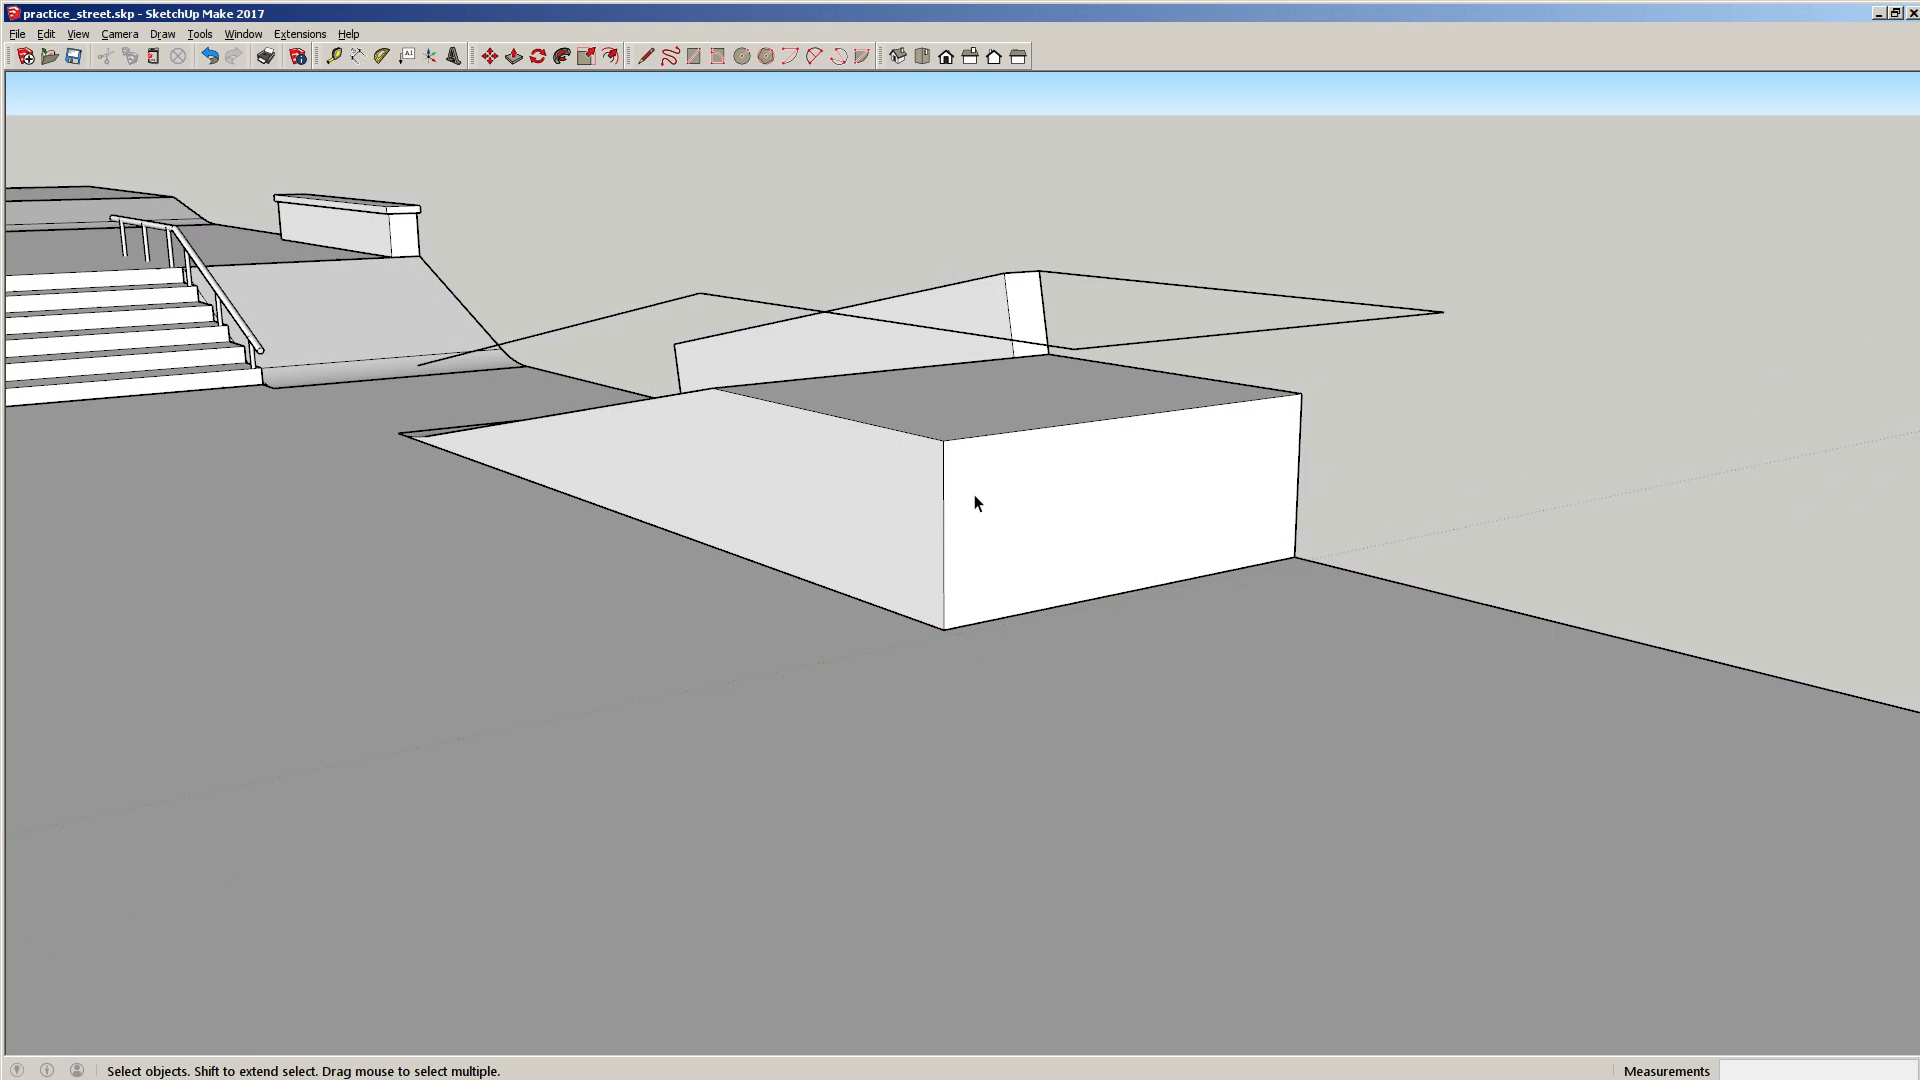 practice_street.skp - SketchUp Make 2017
File Edit View Camera Draw Tools Window Extensions Help
A1
Select objects. Shift to extend select. Drag mouse to select multiple.
Measurements